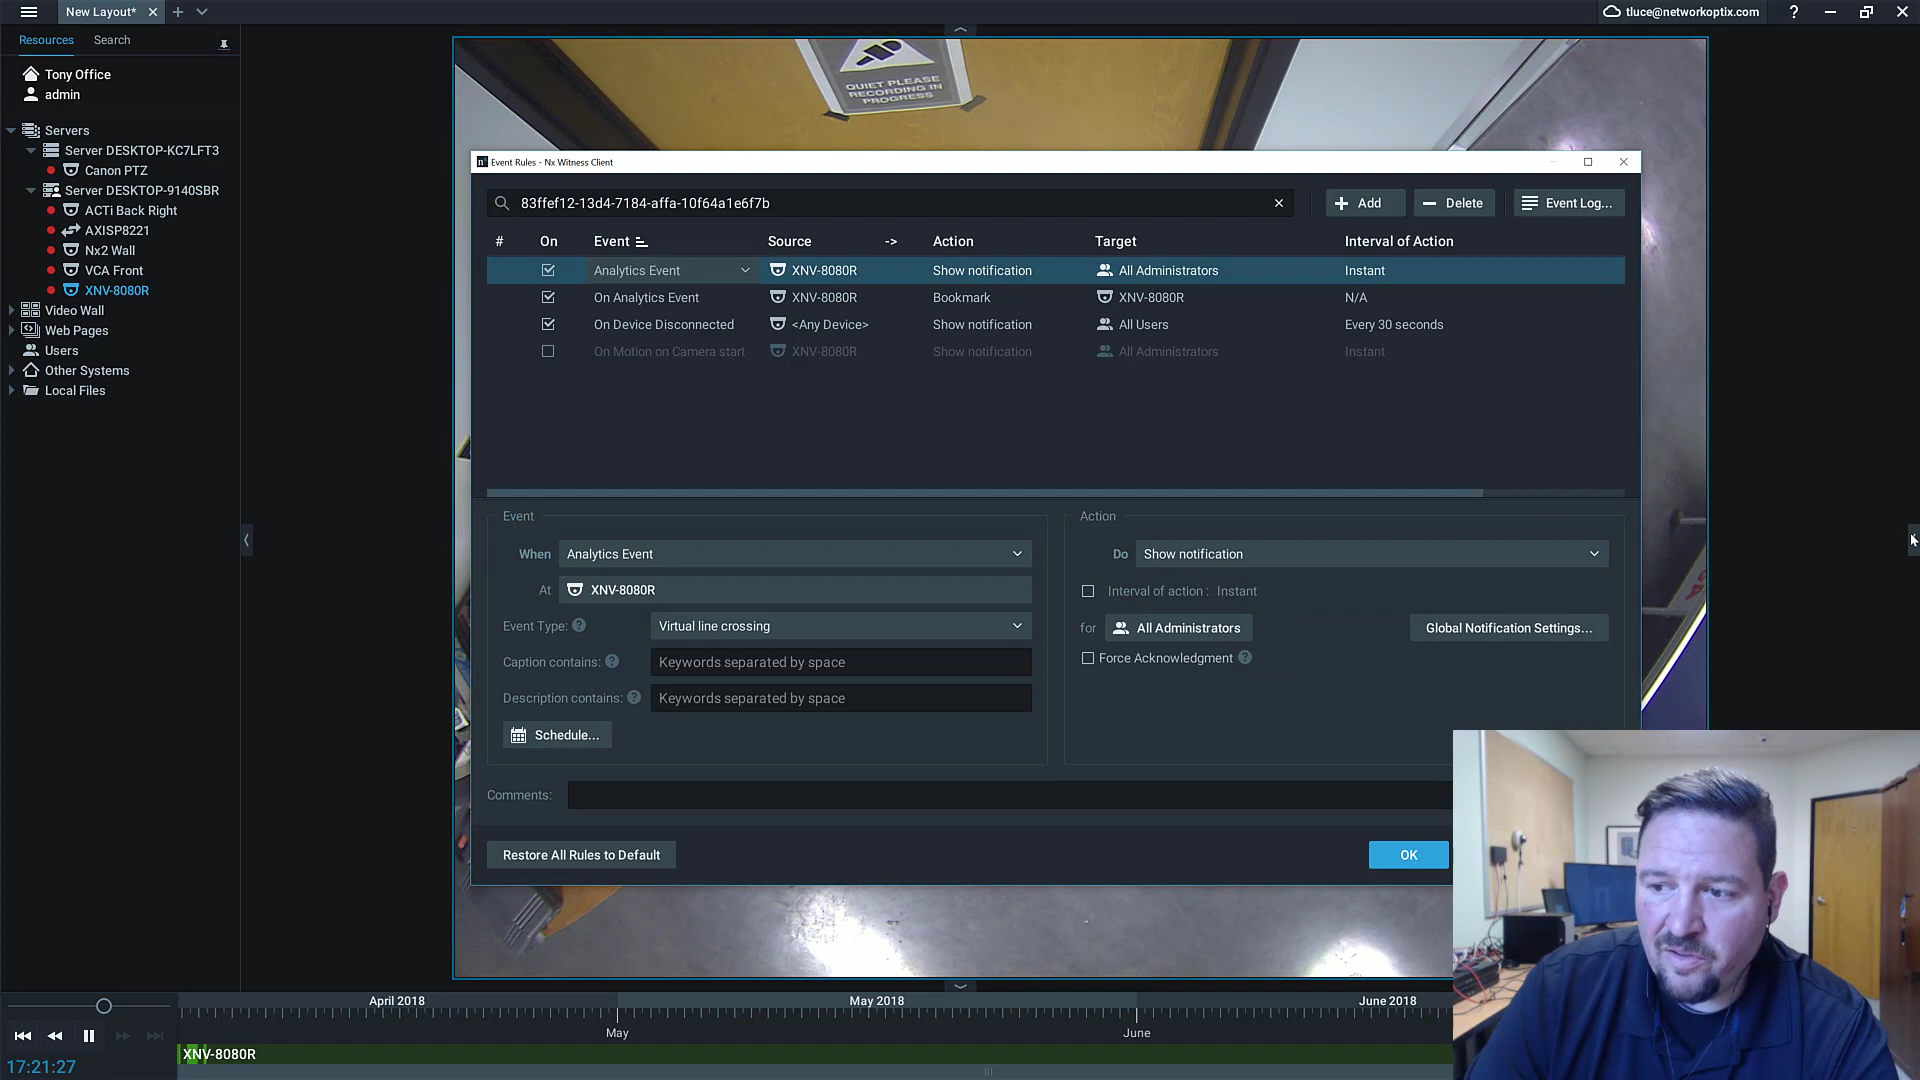 New Layout*
tluce@networkoptix.com
?
Resources
Search
Tony Office
admin
Servers
Server DESKTOP-KC7LFT3
Canon PTZ
Server DESKTOP-9140SBR
ACTi Back Right
AXISP8221
Nx2 Wall
VCA Front
XNV-8080R
Video Wall
Web Pages
Users
Other Systems
Local Files
QUIET PLEASE
RECORDING IN
PROGRESS
Event Rules - Nx Witness Client
83ffef12-13d4-7184-affa-10f64a1e6f7b
Add
Delete
Event Log...
# On Event Source -> Action Target Interval of Action
Analytics Event XNV-8080R Show notification All Administrators Instant
On Analytics Event XNV-8080R Bookmark XNV-8080R N/A
On Device Disconnected <Any Device> Show notification All Users Every 30 seconds
On Motion on Camera start XNV-8080R Show notification All Administrators Instant
Event
When Analytics Event
At XNV-8080R
Event Type: ? Virtual line crossing
Caption contains: ? Keywords separated by space
Description contains: ? Keywords separated by space
Schedule...
Action
Do Show notification
Interval of action : Instant
for All Administrators Global Notification Settings...
Force Acknowledgment ?
Comments:
Restore All Rules to Default
OK
April 2018 May 2018 June 2018
May June
XNV-8080R
17:21:27